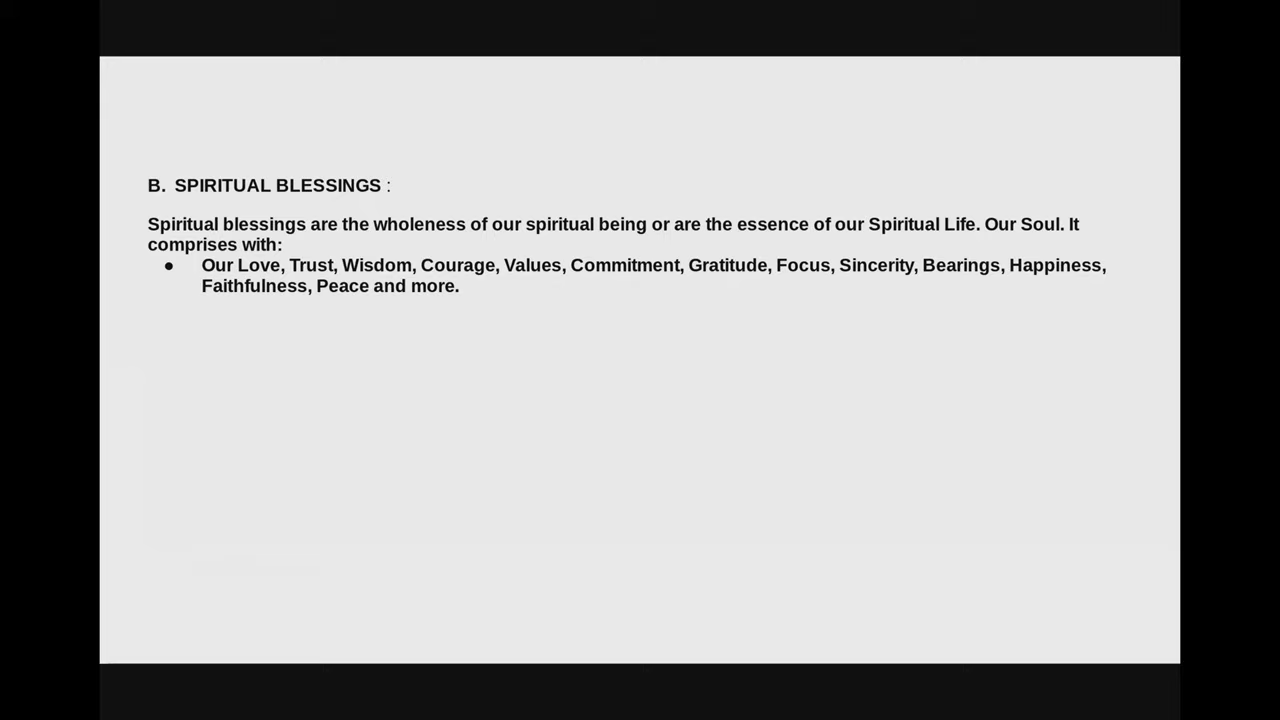 B. SPIRITUAL BLESSINGS :
Spiritual blessings are the wholeness of our spiritual being or are the essence of our Spiritual Life. Our Soul. It
comprises with:
● Our Love, Trust, Wisdom, Courage, Values, Commitment, Gratitude, Focus, Sincerity, Bearings, Happiness,
Faithfulness, Peace and more.